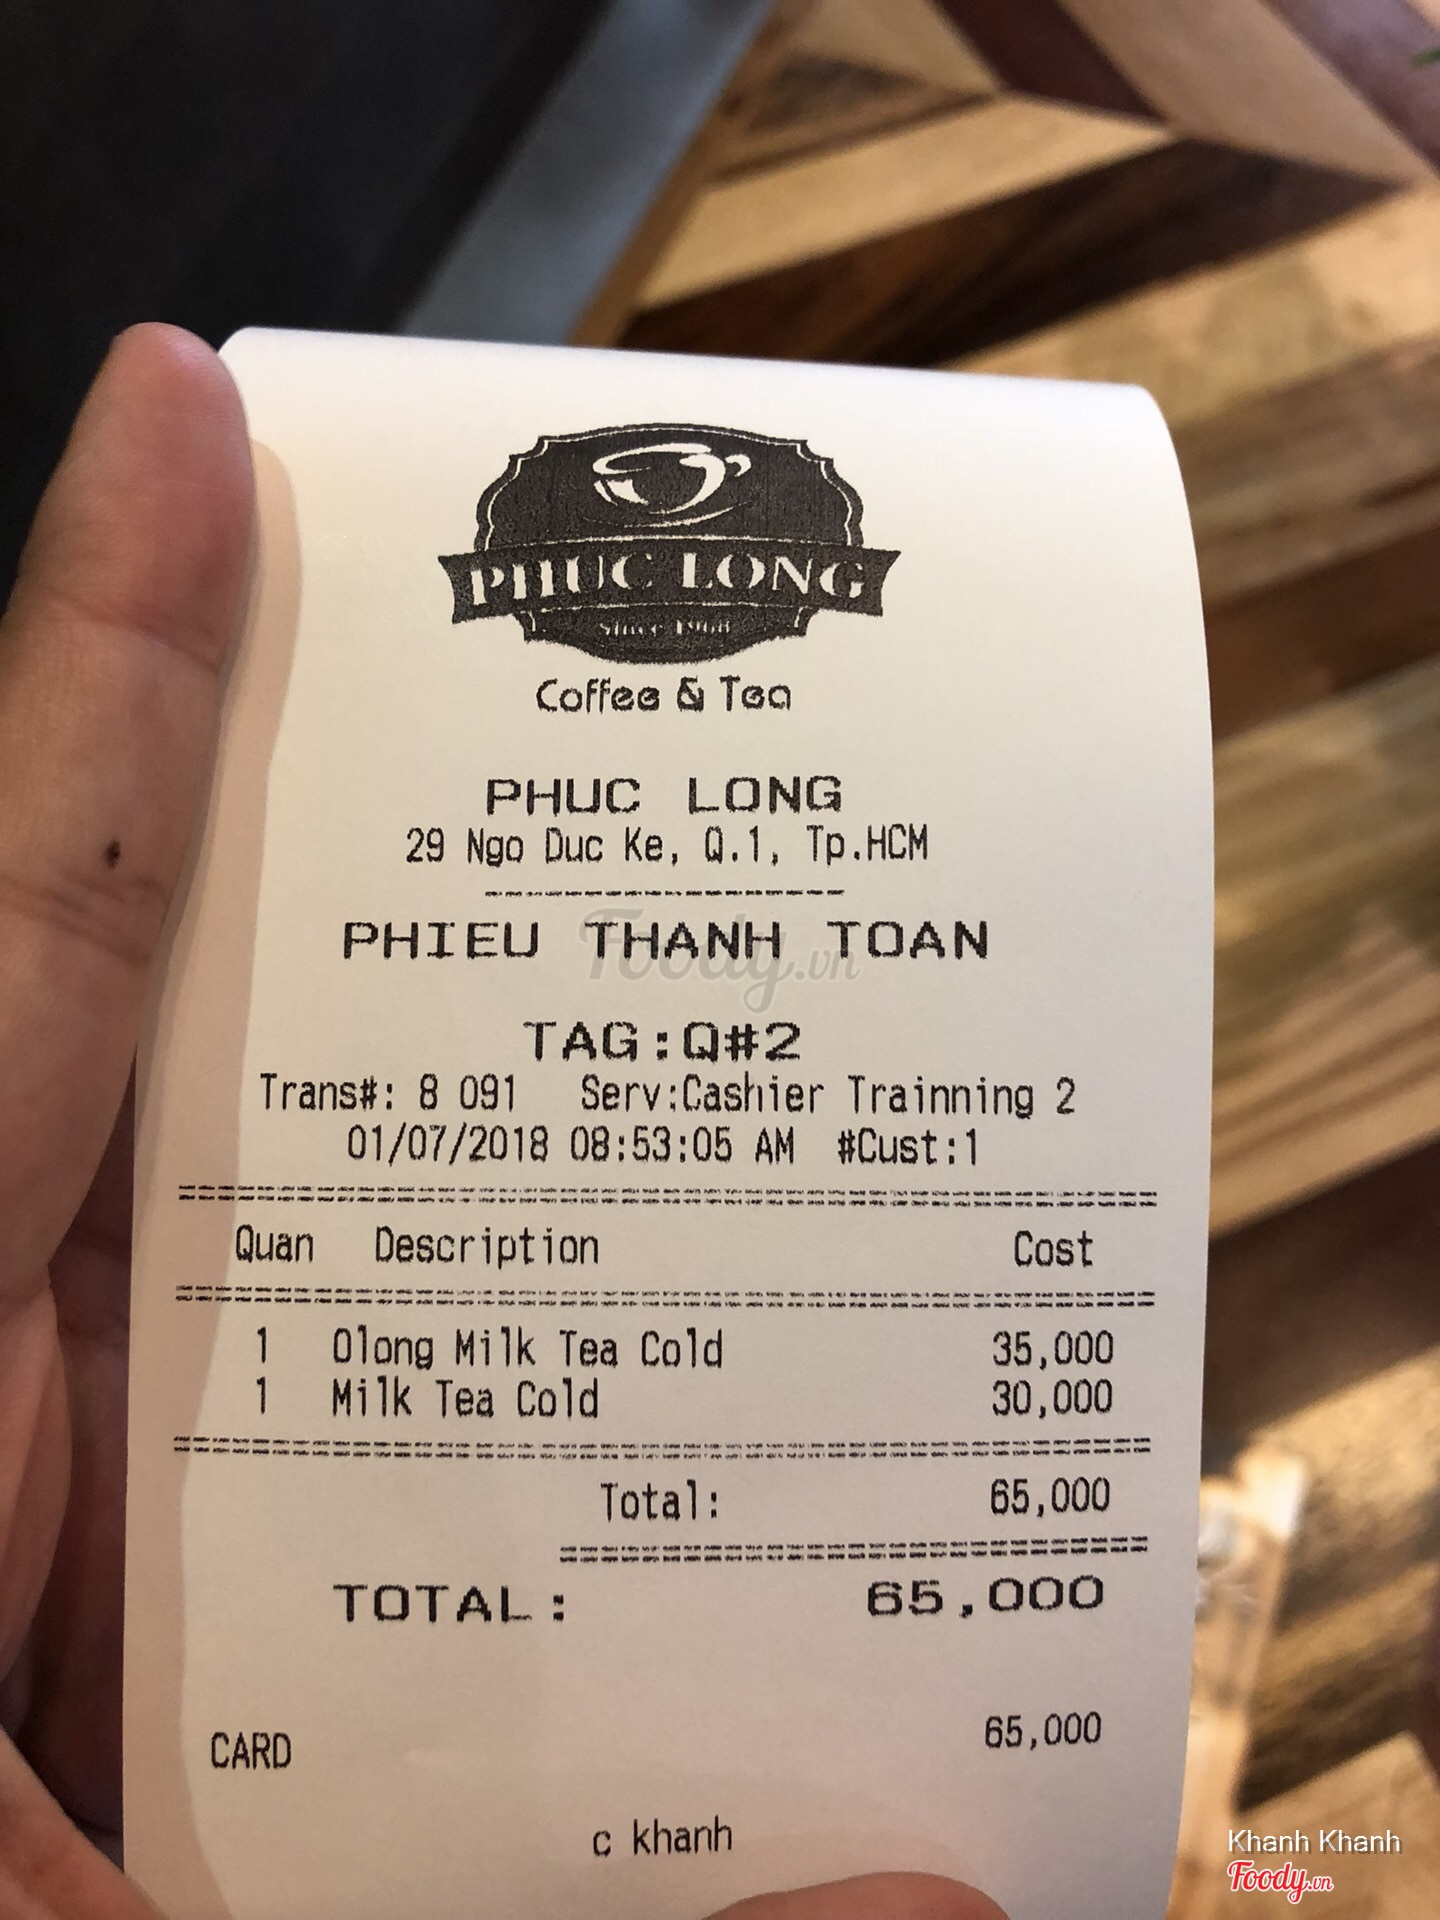 PHUC LONG
Since 1968
Coffee & Tea
PHUC LONG
29 Ngo Duc Ke, Q.1, Tp.HCM
PHIEU THANH TOAN
Foody.vn
TAG:Q#2
Trans#: 8 091 Serv:Cashier Trainning 2
01/07/2018 08:53:05 AM #Cust:1
Quan Description Cost
1 Olong Milk Tea Cold 35,000
1 Milk Tea Cold 30,000
Total: 65,000
TOTAL: 65,000
CARD 65,000
c khanh
Khanh Khanh
Foody.vn